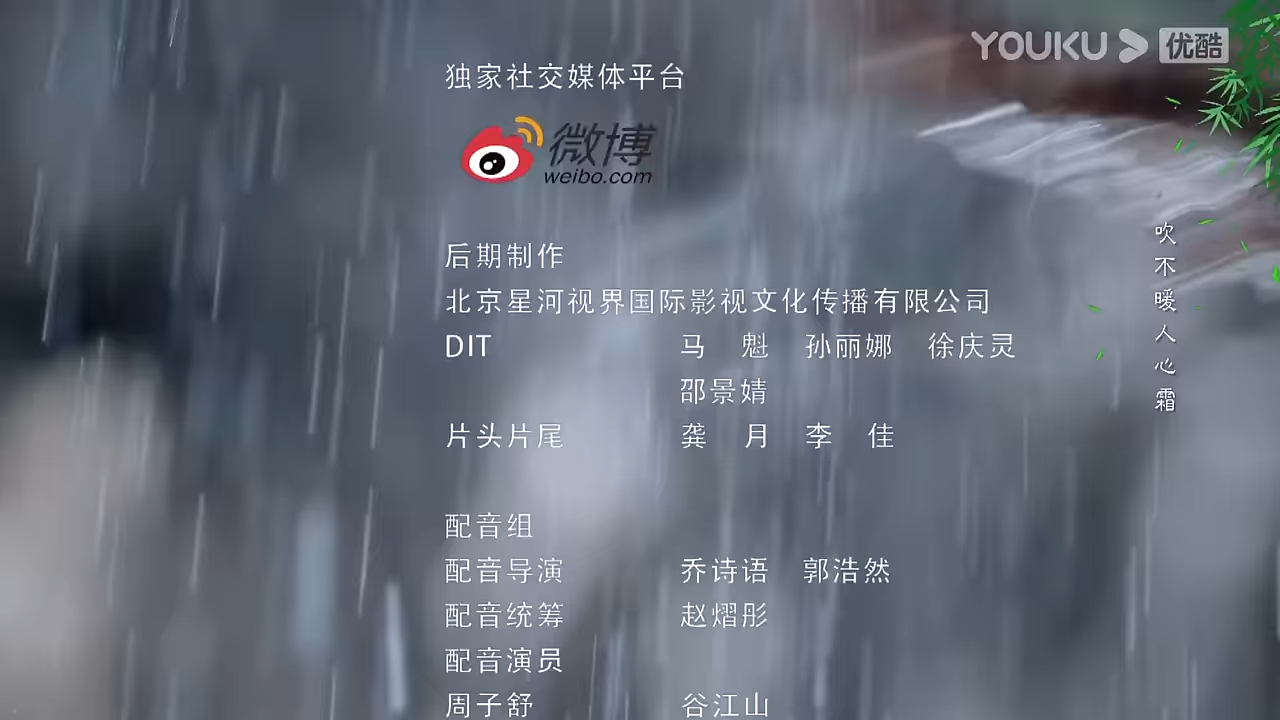 YOUKU 优酷
独家社交媒体平台
微博
weibo.com
后期制作
北京星河视界国际影视文化传播有限公司
DIT 马 魁 孙丽娜 徐庆灵
邵景婧
片头片尾 龚 月 李 佳
配音组
配音导演 乔诗语 郭浩然
配音统筹 赵熠彤
配音演员
周子舒 谷江山
吹不暖人心霜